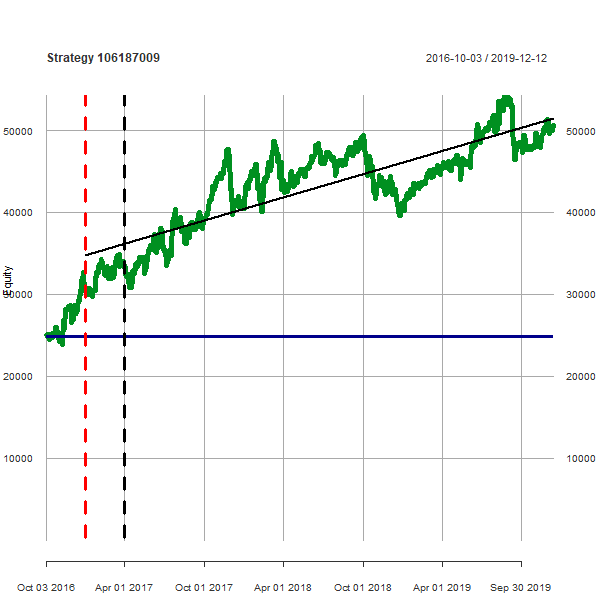 Strategy 106187009
2016-10-03 / 2019-12-12
50000
50000
40000
40000
Equity
30000
30000
20000
20000
10000
10000
Oct 03 2016
Apr 01 2017
Oct 01 2017
Apr 01 2018
Oct 01 2018
Apr 01 2019
Sep 30 2019